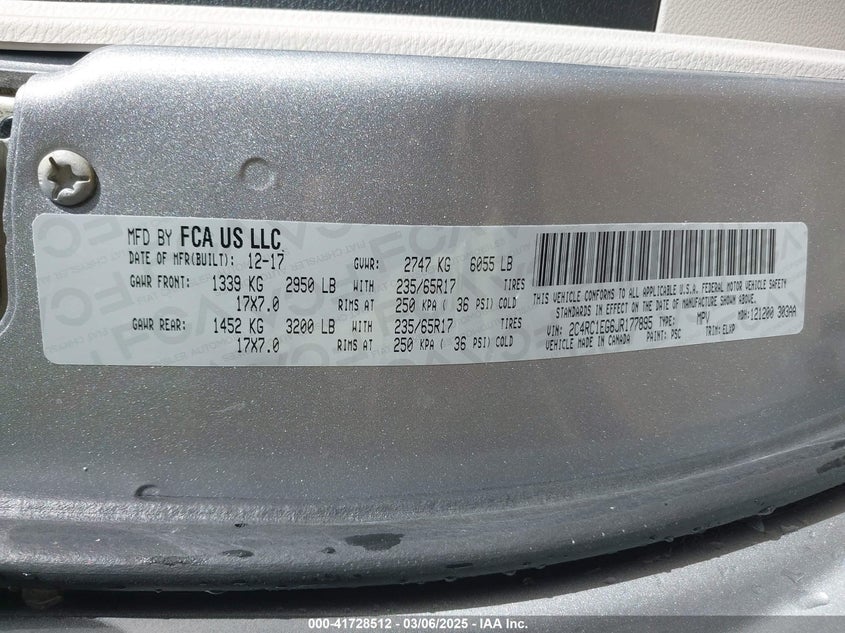 MFD BY FCA US LLC
DATE OF MFR(BUILT): 12-17 GVWR: 2747 KG 6055 LB
GAWR FRONT: 1339 KG 2950 LB WITH 235/65R17 TIRES
17X7.0 RIMS AT 250 KPA ( 36 PSI) COLD
GAWR REAR: 1452 KG 3200 LB WITH 235/65R17 TIRES
17X7.0 RIMS AT 250 KPA ( 36 PSI) COLD
THIS VEHICLE CONFORMS TO ALL APPLICABLE U.S.A. FEDERAL MOTOR VEHICLE SAFETY
STANDARDS IN EFFECT ON THE DATE OF MANUFACTURE SHOWN ABOVE.
VIN: 2C4RC1EG6JR177895 TYPE: MPV MDH: 121200 303AA
VEHICLE MADE IN CANADA PAINT: PSC TRIM: ELXP
000-41728512 - 03/06/2025 - IAA Inc.